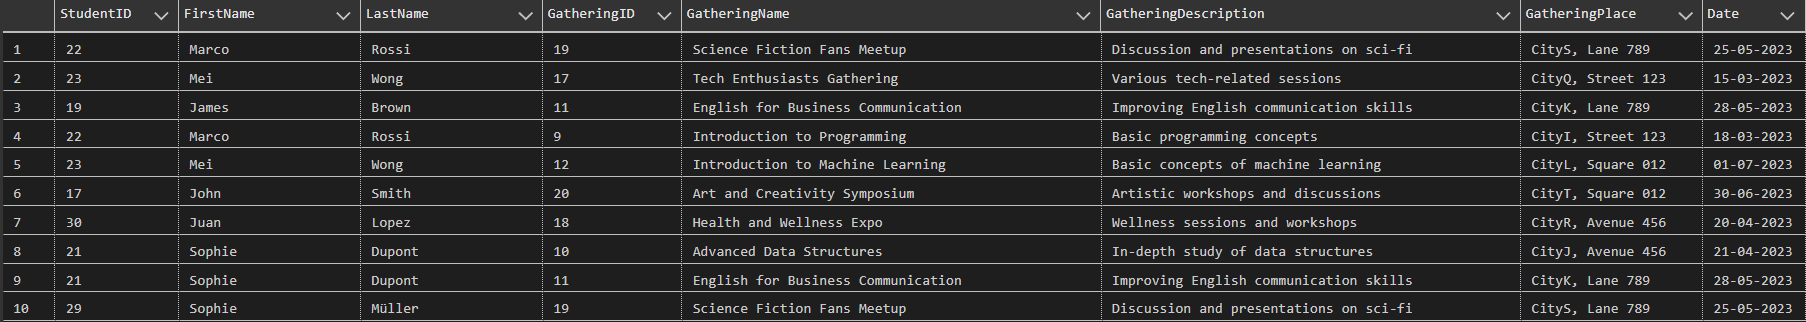 StudentID FirstName LastName GatheringID GatheringName GatheringDescription GatheringPlace Date
1 22 Marco Rossi 19 Science Fiction Fans Meetup Discussion and presentations on sci-fi CityS, Lane 789 25-05-2023
2 23 Mei Wong 17 Tech Enthusiasts Gathering Various tech-related sessions CityQ, Street 123 15-03-2023
3 19 James Brown 11 English for Business Communication Improving English communication skills CityK, Lane 789 28-05-2023
4 22 Marco Rossi 9 Introduction to Programming Basic programming concepts CityI, Street 123 18-03-2023
5 23 Mei Wong 12 Introduction to Machine Learning Basic concepts of machine learning CityL, Square 012 01-07-2023
6 17 John Smith 20 Art and Creativity Symposium Artistic workshops and discussions CityT, Square 012 30-06-2023
7 30 Juan Lopez 18 Health and Wellness Expo Wellness sessions and workshops CityR, Avenue 456 20-04-2023
8 21 Sophie Dupont 10 Advanced Data Structures In-depth study of data structures CityJ, Avenue 456 21-04-2023
9 21 Sophie Dupont 11 English for Business Communication Improving English communication skills CityK, Lane 789 28-05-2023
10 29 Sophie Müller 19 Science Fiction Fans Meetup Discussion and presentations on sci-fi CityS, Lane 789 25-05-2023